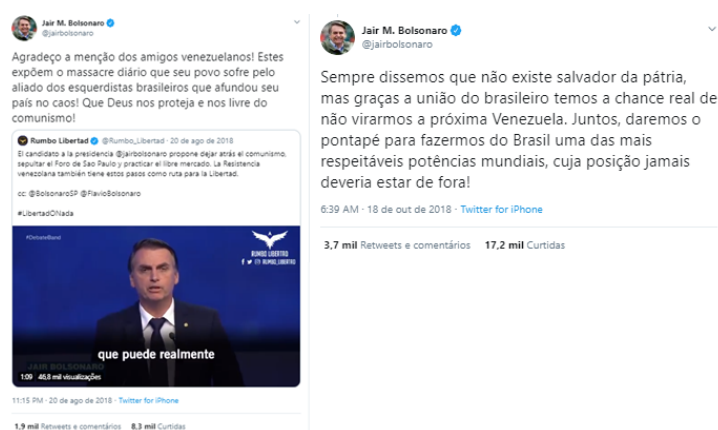 Jair M. Bolsonaro
@jairbolsonaro
Agradeço a menção dos amigos venezuelanos! Estes
expõem o massacre diário que seu povo sofre pelo
aliado dos esquerdistas brasileiros que afundou seu
país no caos! Que Deus nos proteja e nos livre do
comunismo!
Rumbo Libertad @Rumbo_Libertad · 20 de ago de 2018
El candidato a la presidencia @jairbolsonaro propone dejar atrás el comunismo,
sepultar el Foro de Sao Paulo y practicar el libre mercado. La Resistencia
venezolana también tiene estos pasos como ruta para la Libertad.
cc: @BolsonaroSP @FlavioBolsonaro
#LibertadONada
#DebateBand
RUMBO LIBERTAD
@RUMBO_LIBERTAD
que puede realmente
JAIR BOLSONARO
1:09 46,8 mil visualizações
11:15 PM · 20 de ago de 2018 · Twitter for iPhone
1,9 mil Retweets e comentários 8,3 mil Curtidas
Jair M. Bolsonaro
@jairbolsonaro
Sempre dissemos que não existe salvador da pátria,
mas graças a união do brasileiro temos a chance real de
não virarmos a próxima Venezuela. Juntos, daremos o
pontapé para fazermos do Brasil uma das mais
respeitáveis potências mundiais, cuja posição jamais
deveria estar de fora!
6:39 AM · 18 de out de 2018 · Twitter for iPhone
3,7 mil Retweets e comentários 17,2 mil Curtidas